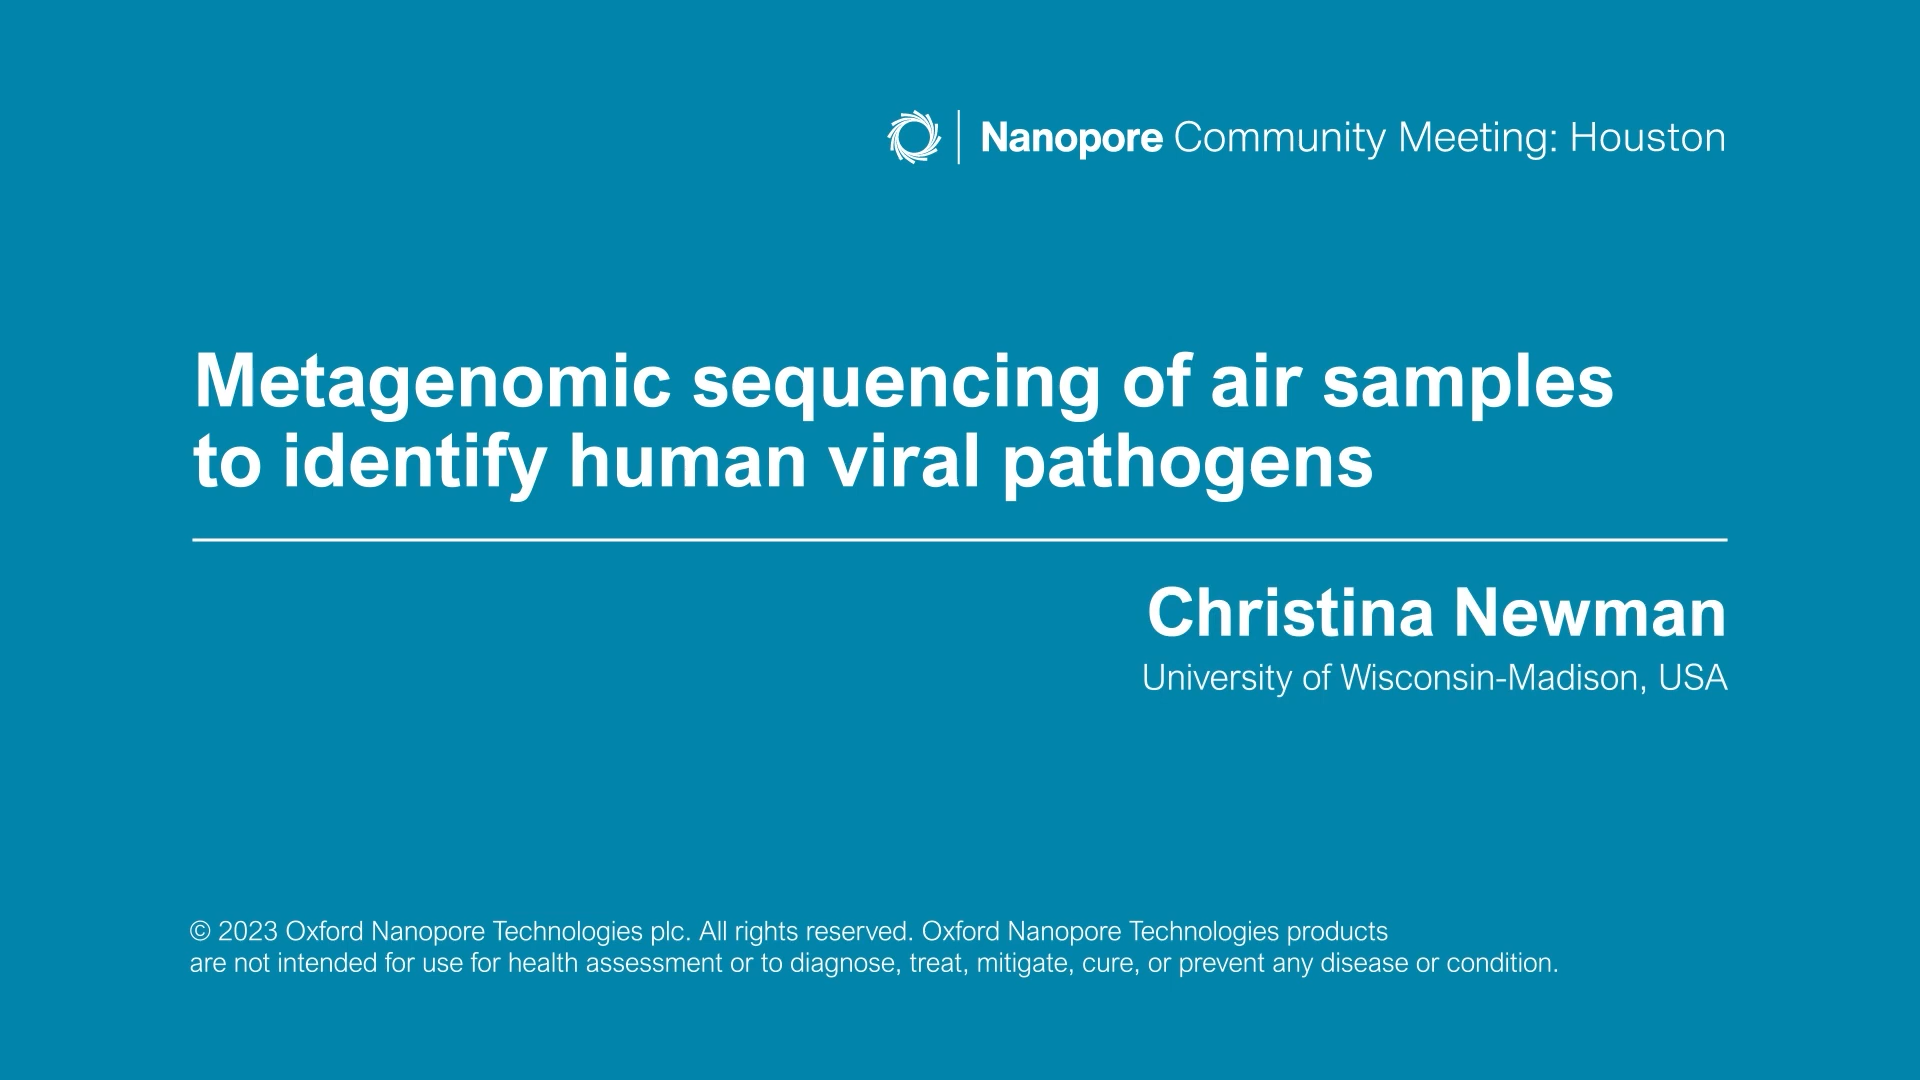 Nanopore Community Meeting: Houston
Metagenomic sequencing of air samples
to identify human viral pathogens
Christina Newman
University of Wisconsin-Madison, USA
© 2023 Oxford Nanopore Technologies plc. All rights reserved. Oxford Nanopore Technologies products
are not intended for use for health assessment or to diagnose, treat, mitigate, cure, or prevent any disease or condition.